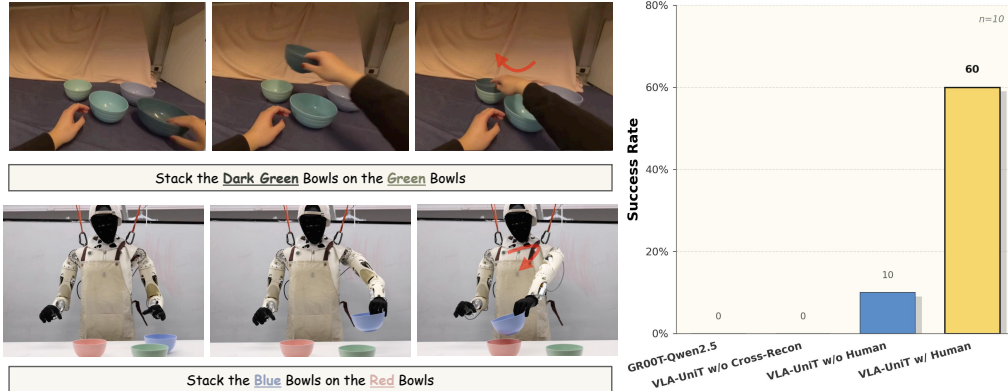 Stack the Dark Green Bowls on the Green Bowls
Stack the Blue Bowls on the Red Bowls
n=10
Success Rate
80%
60%
40%
20%
0%
0
0
10
60
GR00T-Qwen2.5
VLA-UniT w/o Cross-Recon
VLA-UniT w/o Human
VLA-UniT w/ Human